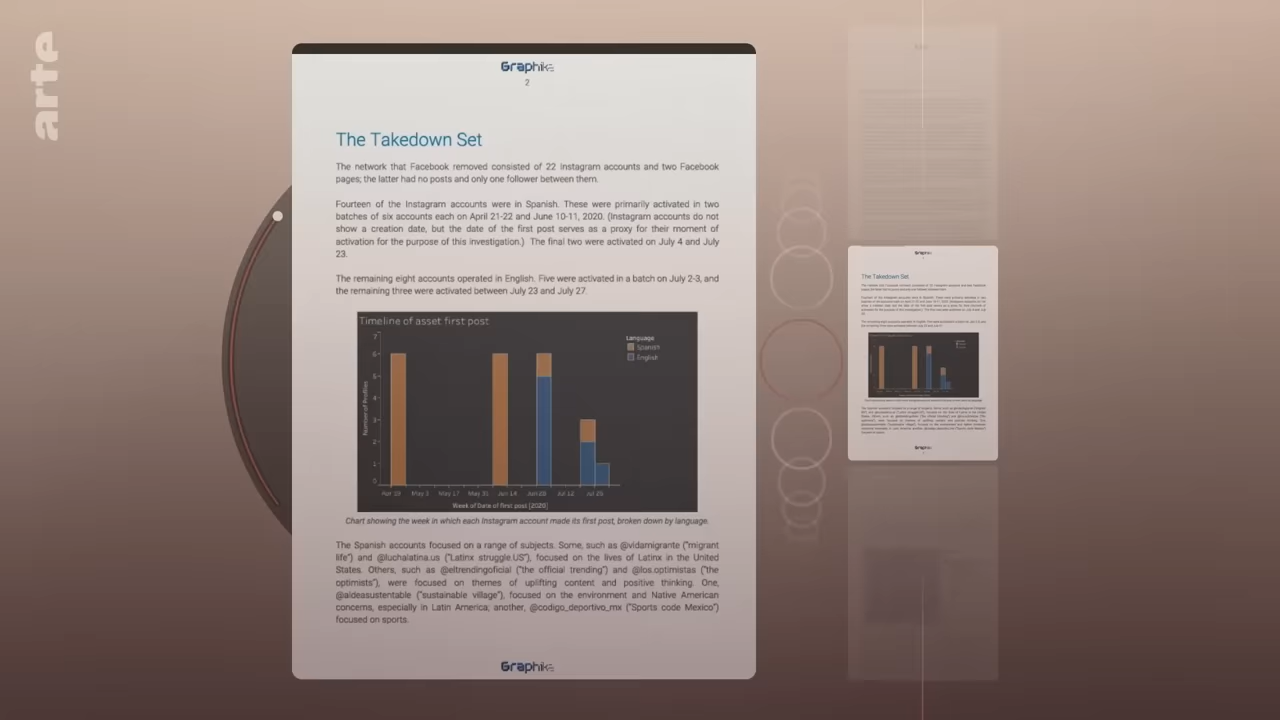 arte
Graphika
2
The Takedown Set
The network that Facebook removed consisted of 22 Instagram accounts and two Facebook
pages; the latter had no posts and only one follower between them.
Fourteen of the Instagram accounts were in Spanish. These were primarily activated in two
batches of six accounts each on April 21-22 and June 10-11, 2020. (Instagram accounts do not
show a creation date, but the date of the first post serves as a proxy for their moment of
activation for the purpose of this investigation.) The final two were activated on July 4 and July
23.
The remaining eight accounts operated in English. Five were activated in a batch on July 2-3, and
the remaining three were activated between July 23 and July 27.
Timeline of asset first post
Language
Spanish
English
Number of Profiles
7
6
5
4
3
2
1
0
Apr 19 May 3 May 17 May 31 Jun 14 Jun 28 Jul 12 Jul 26
Week of Date of first post [2020]
Chart showing the week in which each Instagram account made its first post, broken down by language.
The Spanish accounts focused on a range of subjects. Some, such as @vidamigrante ("migrant
life") and @luchalatina.us ("Latinx struggle.US"), focused on the lives of Latinx in the United
States. Others, such as @eltrendingoficial ("the official trending") and @los.optimistas ("the
optimists"), were focused on themes of uplifting content and positive thinking. One,
@aldeasustentable ("sustainable village"), focused on the environment and Native American
concerns, especially in Latin America; another, @codigo_deportivo_mx ("Sports code Mexico")
focused on sports.
Graphika
The Takedown Set